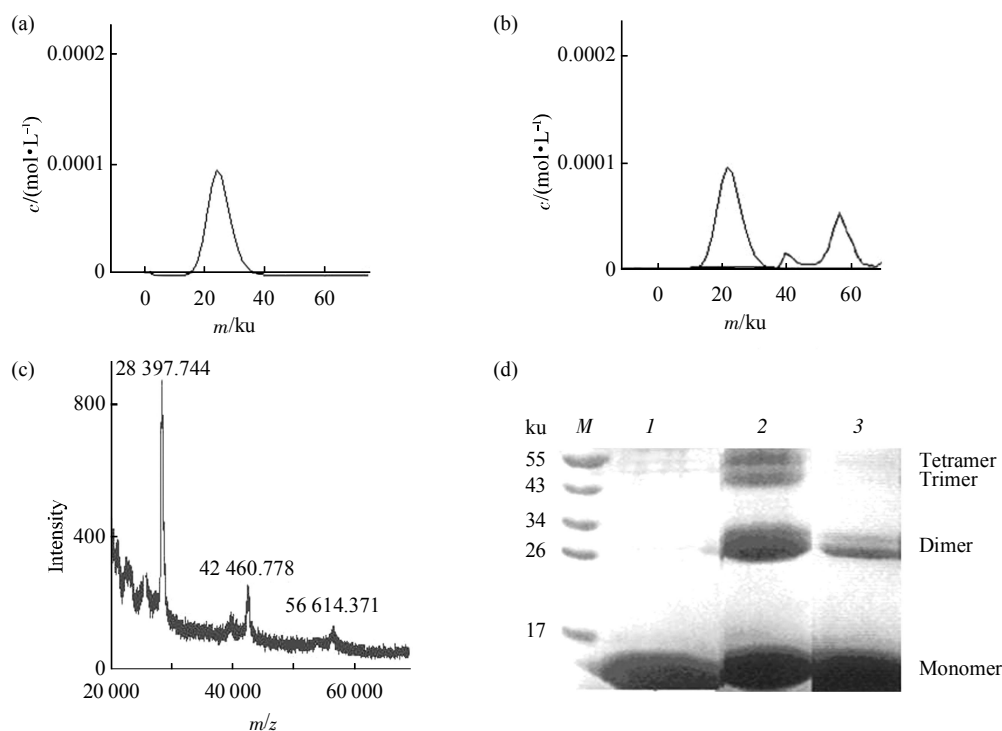 (a)
0.0002
0.0001
0
c/(mol•L⁻¹)
0 20 40 60
m/ku
(b)
0.0002
0.0001
0
c/(mol•L⁻¹)
0 20 40 60
m/ku
(c)
28 397.744
800
400
0
Intensity
42 460.778
56 614.371
20 000 40 000 60 000
m/z
(d)
ku M 1 2 3
55 Tetramer
43 Trimer
34
26 Dimer
17
Monomer